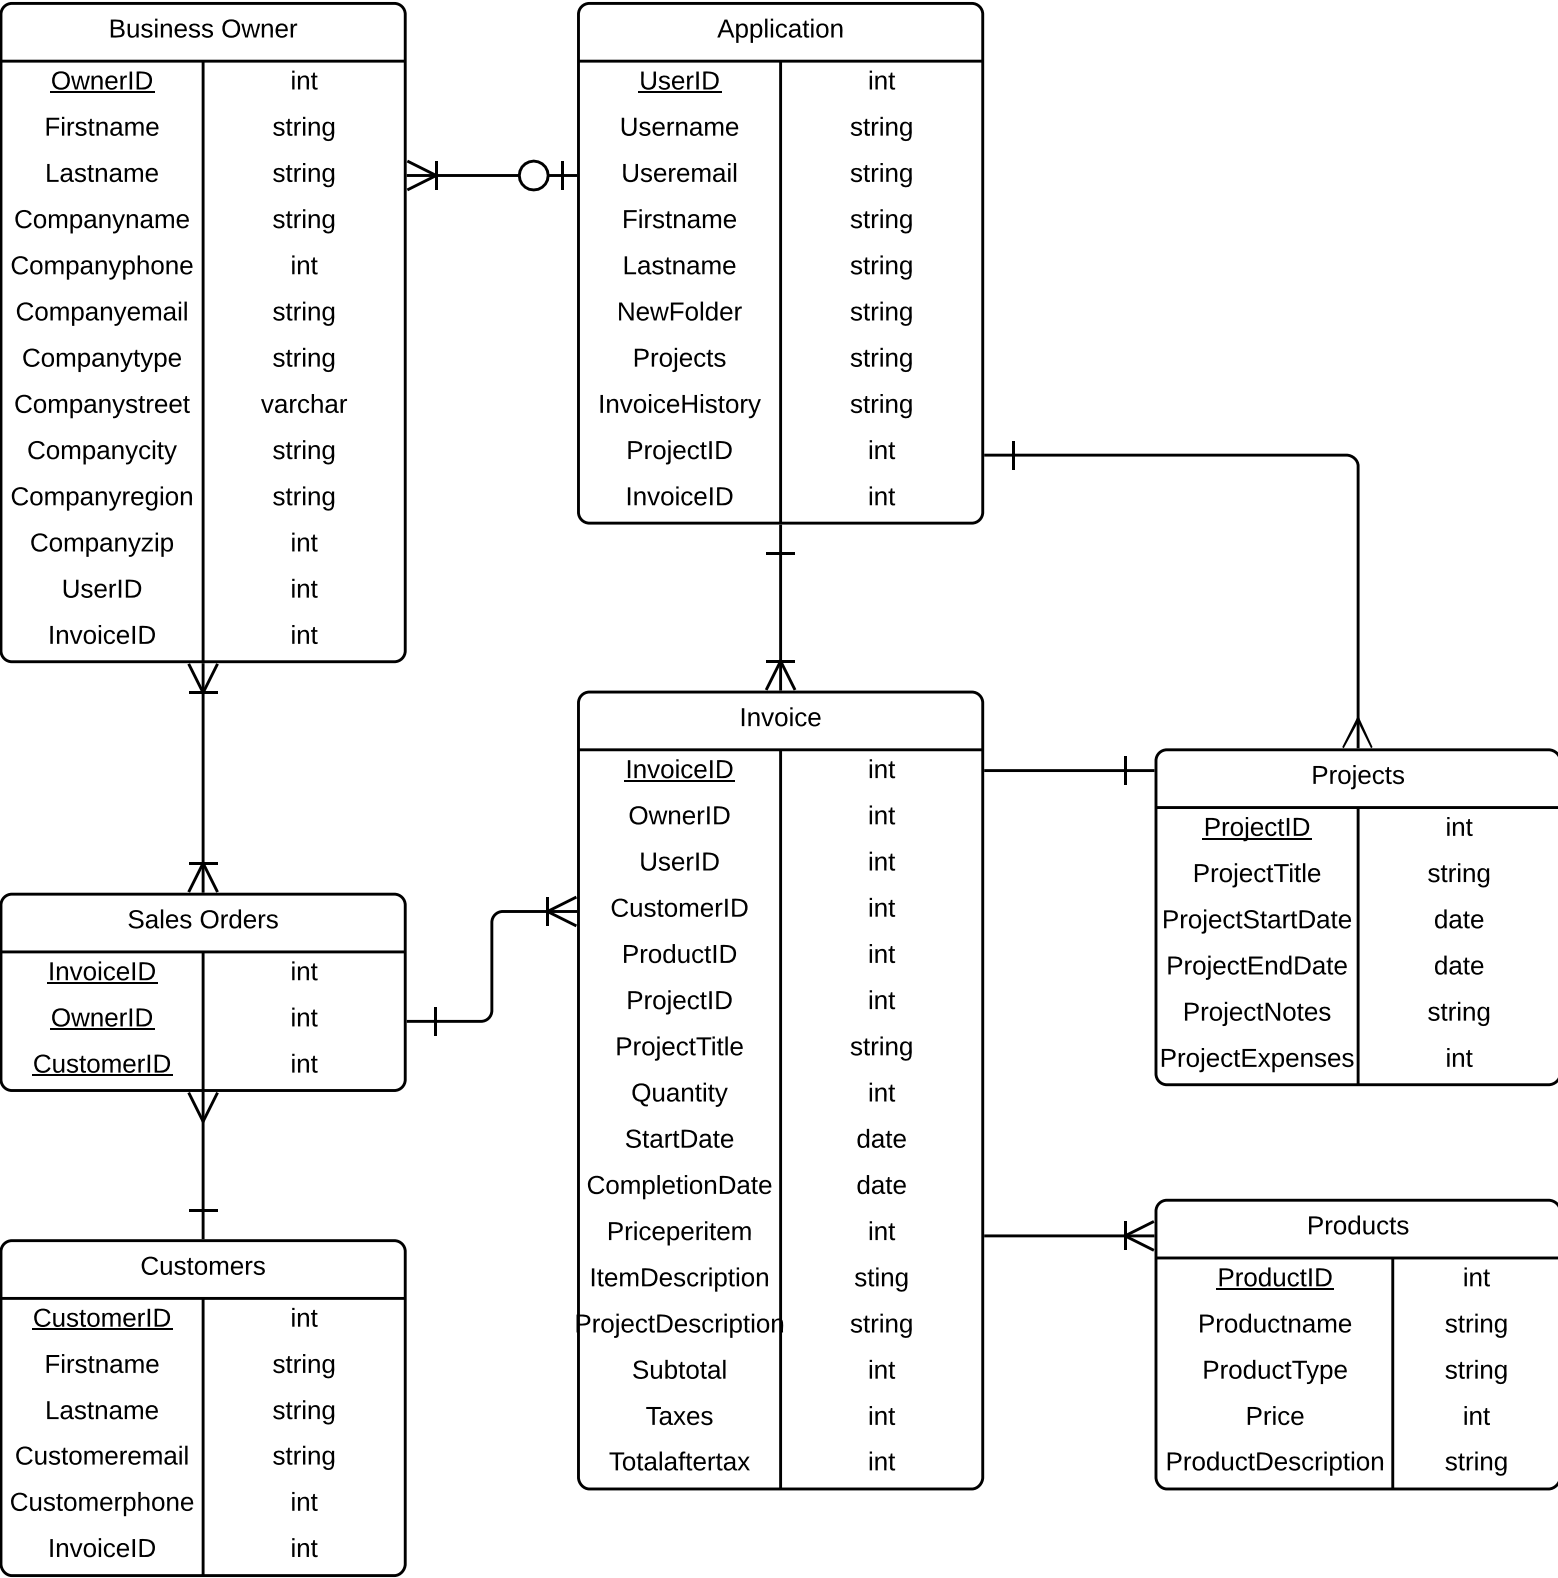 Business Owner
OwnerID int
Firstname string
Lastname string
Companyname string
Companyphone int
Companyemail string
Companytype string
Companystreet varchar
Companycity string
Companyregion string
Companyzip int
UserID int
InvoiceID int
Application
UserID int
Username string
Useremail string
Firstname string
Lastname string
NewFolder string
Projects string
InvoiceHistory string
ProjectID int
InvoiceID int
Sales Orders
InvoiceID int
OwnerID int
CustomerID int
Customers
CustomerID int
Firstname string
Lastname string
Customeremail string
Customerphone int
InvoiceID int
Invoice
InvoiceID int
OwnerID int
UserID int
CustomerID int
ProductID int
ProjectID int
ProjectTitle string
Quantity int
StartDate date
CompletionDate date
Priceperitem int
ItemDescription sting
ProjectDescription string
Subtotal int
Taxes int
Totalaftertax int
Projects
ProjectID int
ProjectTitle string
ProjectStartDate date
ProjectEndDate date
ProjectNotes string
ProjectExpenses int
Products
ProductID int
Productname string
ProductType string
Price int
ProductDescription string